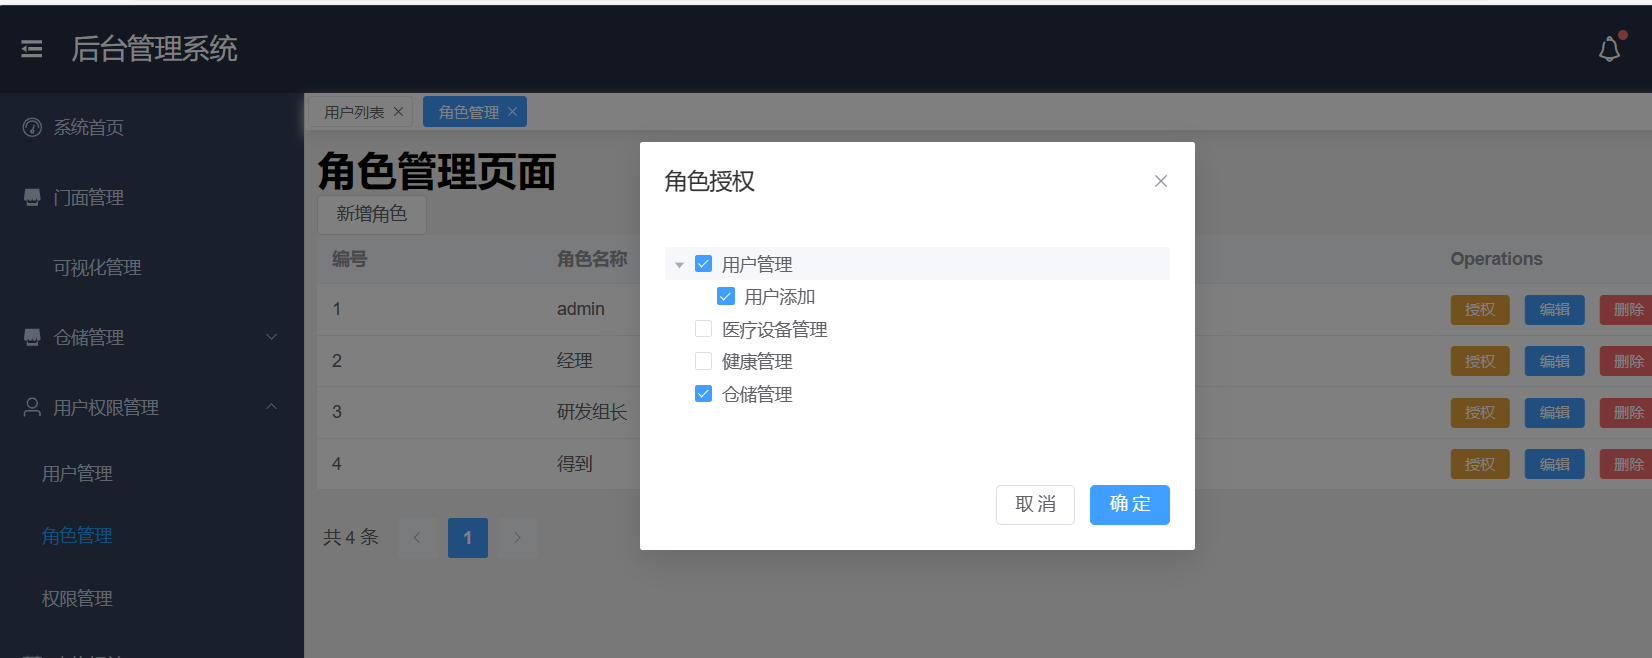 后台管理系统
系统首页
门面管理
可视化管理
仓储管理
用户权限管理
用户管理
角色管理
权限管理
用户列表
角色管理
角色管理页面
新增角色
编号 角色名称 Operations
1 admin 授权 编辑 删除
2 经理 授权 编辑 删除
3 研发组长 授权 编辑 删除
4 得到 授权 编辑 删除
共 4 条 1
角色授权
用户管理
用户添加
医疗设备管理
健康管理
仓储管理
取消 确定